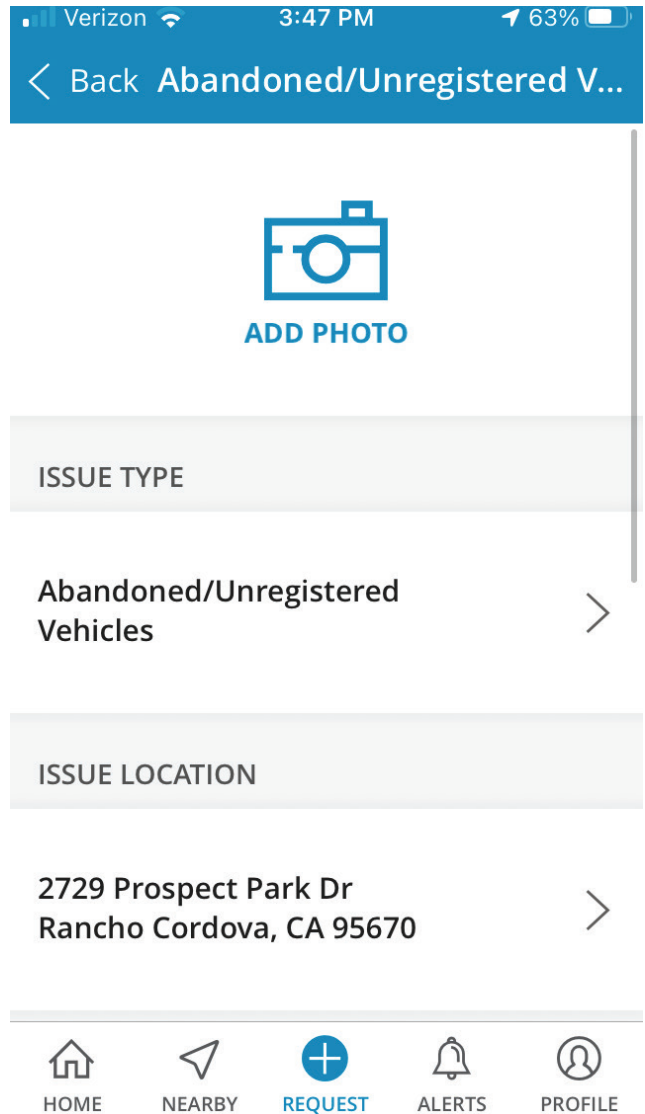 Verizon 3:47 PM 63%
Back Abandoned/Unregistered V...
ADD PHOTO
ISSUE TYPE
Abandoned/Unregistered
Vehicles
ISSUE LOCATION
2729 Prospect Park Dr
Rancho Cordova, CA 95670
HOME NEARBY REQUEST ALERTS PROFILE